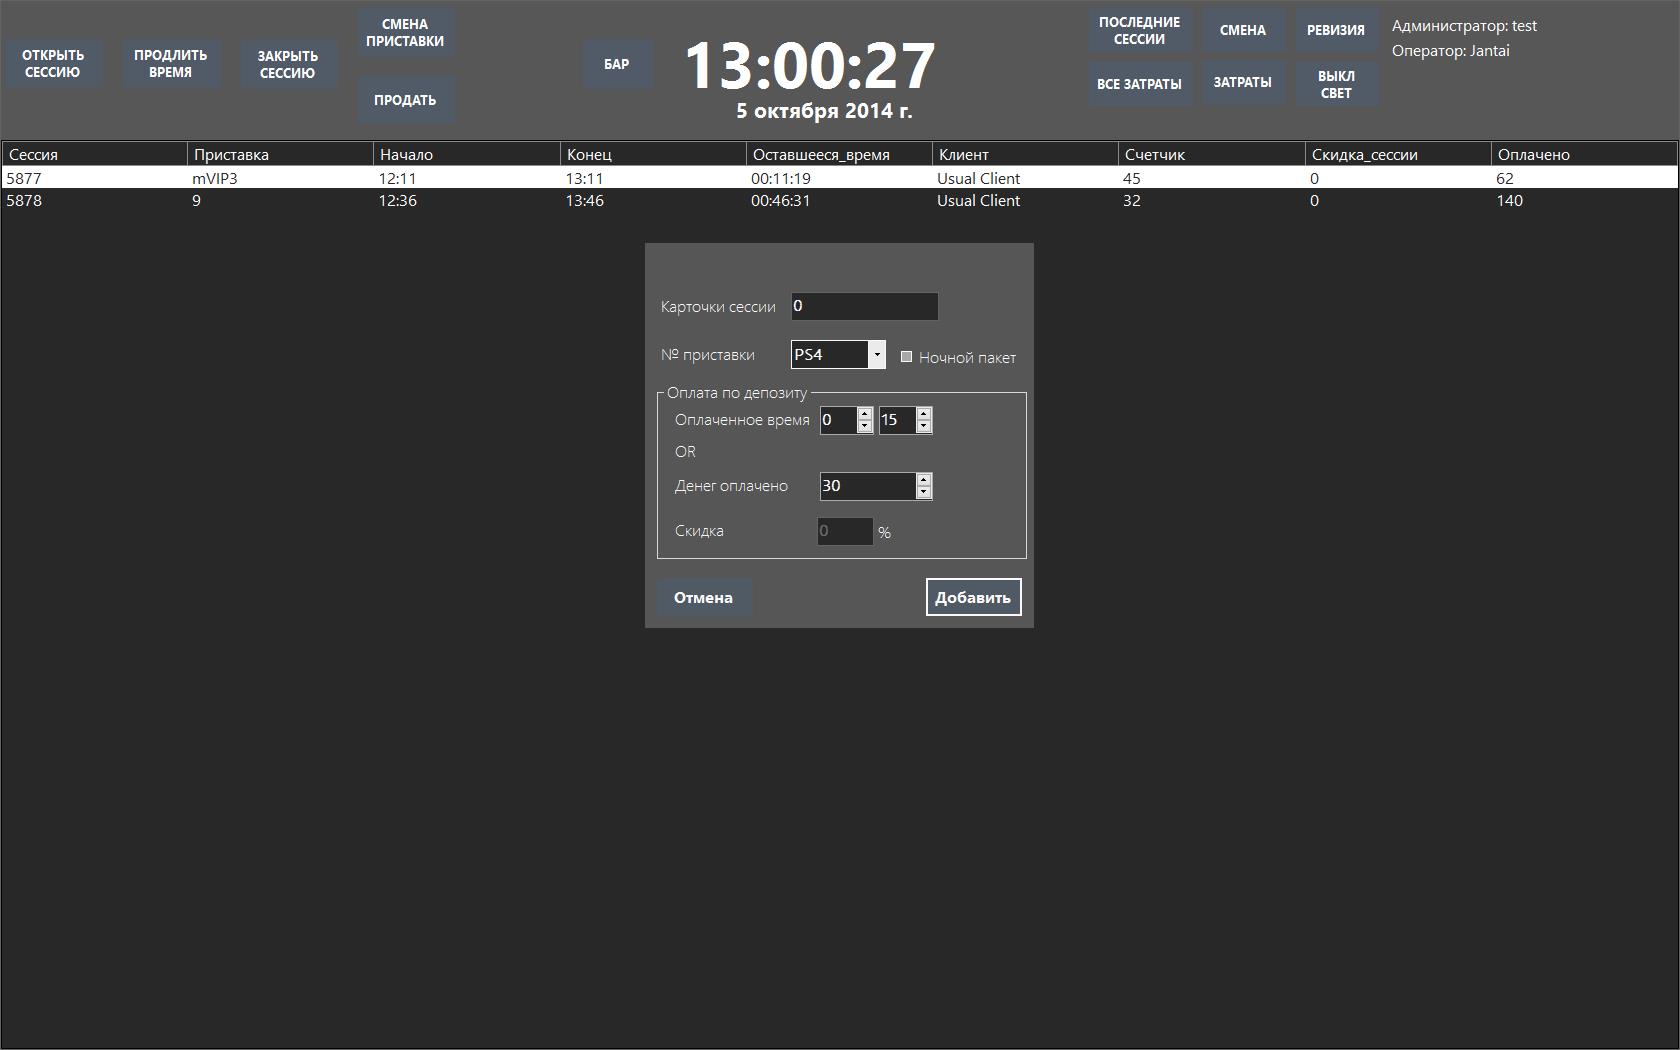 ОТКРЫТЬ
СЕССИЮ
ПРОДЛИТЬ
ВРЕМЯ
ЗАКРЫТЬ
СЕССИЮ
СМЕНА
ПРИСТАВКИ
ПРОДАТЬ
БАР
13:00:27
5 октября 2014 г.
ПОСЛЕДНИЕ
СЕССИИ
СМЕНА
РЕВИЗИЯ
ВСЕ ЗАТРАТЫ
ЗАТРАТЫ
ВЫКЛ
СВЕТ
Администратор: test
Оператор: Jantai
Сессия Приставка Начало Конец Оставшееся_время Клиент Счетчик Скидка_сессии Оплачено
5877 mVIP3 12:11 13:11 00:11:19 Usual Client 45 0 62
5878 9 12:36 13:46 00:46:31 Usual Client 32 0 140
Карточки сессии 0
№ приставки PS4 Ночной пакет
Оплата по депозиту
Оплаченное время 0 15
OR
Денег оплачено 30
Скидка 0 %
Отмена Добавить